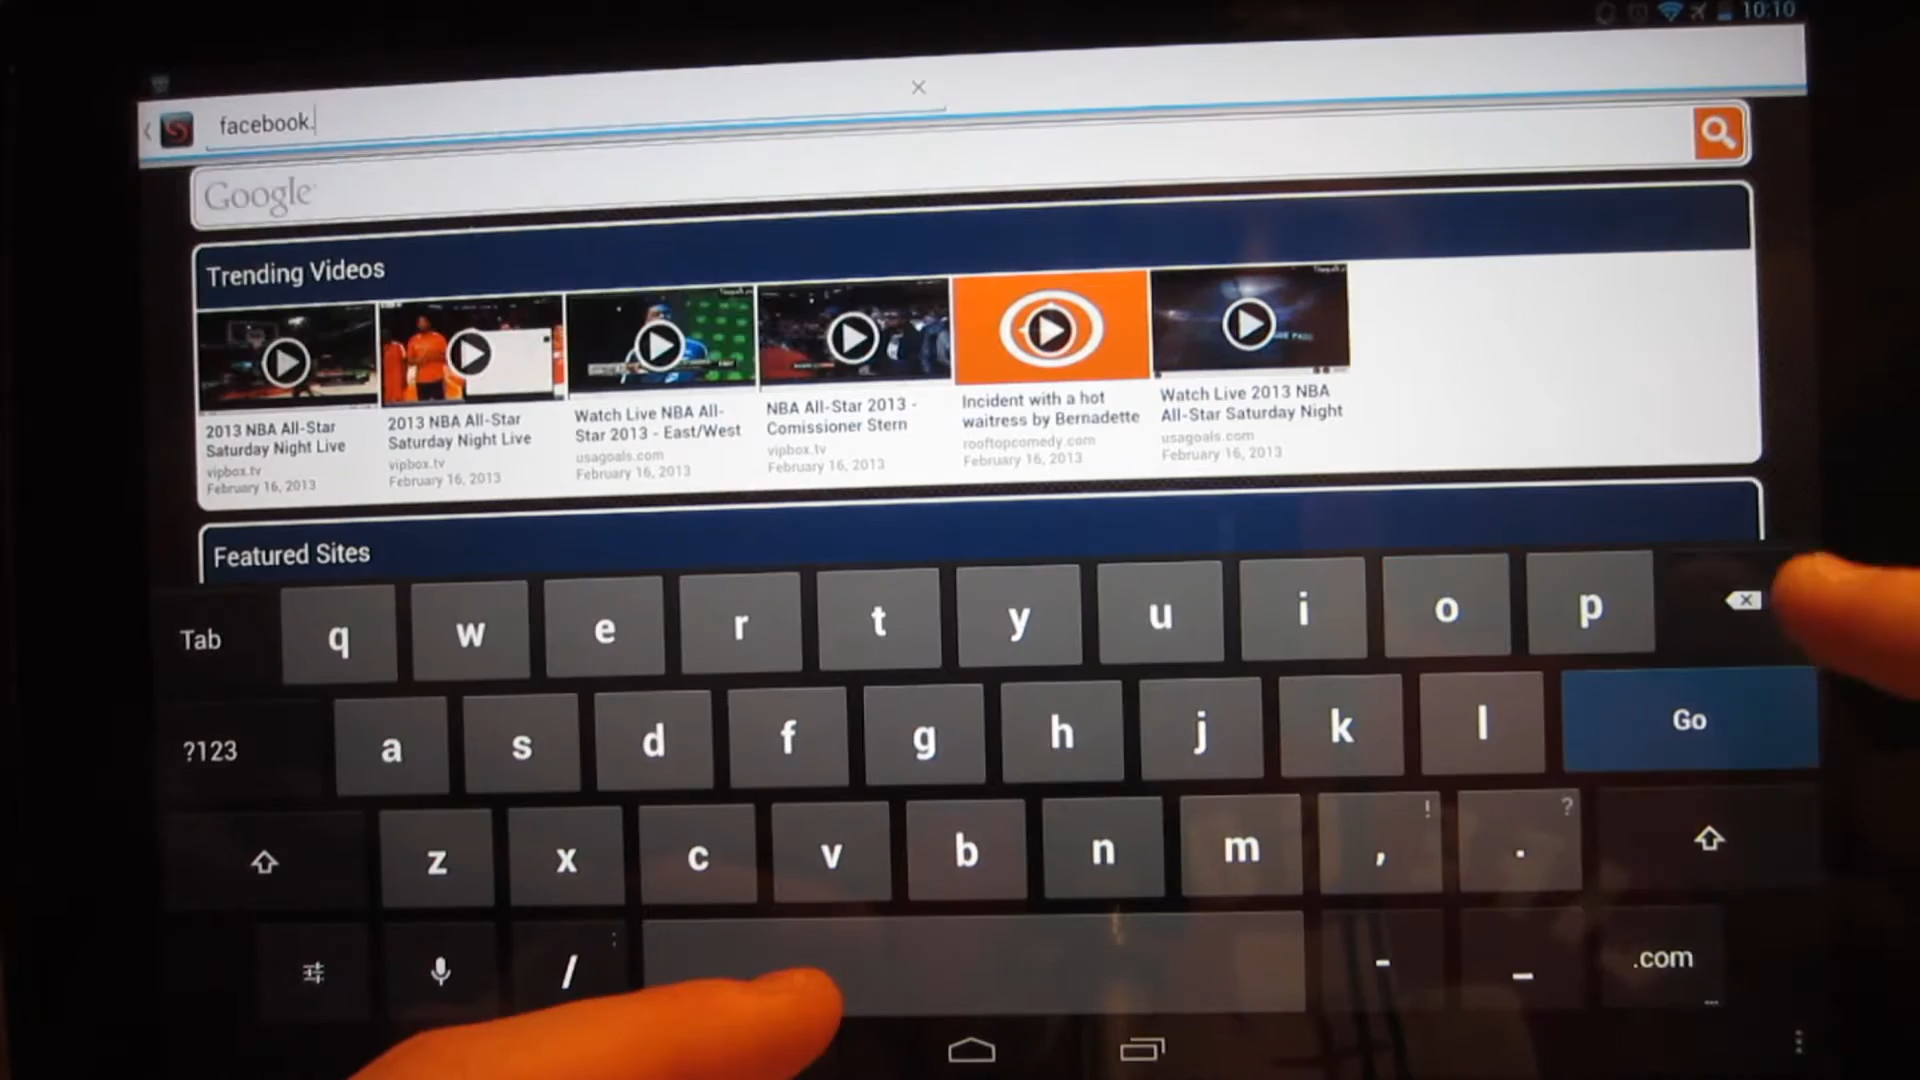 10:10
facebook.
Google
Trending Videos
2013 NBA All-Star
Saturday Night Live
vipbox.tv
February 16, 2013
2013 NBA All-Star
Saturday Night Live
vipbox.tv
February 16, 2013
Watch Live NBA All-
Star 2013 - East/West
usagoals.com
February 16, 2013
NBA All-Star 2013 -
Comissioner Stern
vipbox.tv
February 16, 2013
Incident with a hot
waitress by Bernadette
rooftopcomedy.com
February 16, 2013
Watch Live 2013 NBA
All-Star Saturday Night
usagoals.com
February 16, 2013
Featured Sites
Tab q w e r t y u i o p
?123 a s d f g h j k l Go
z x c v b n m , ! . ?
/ : - _ .com ...